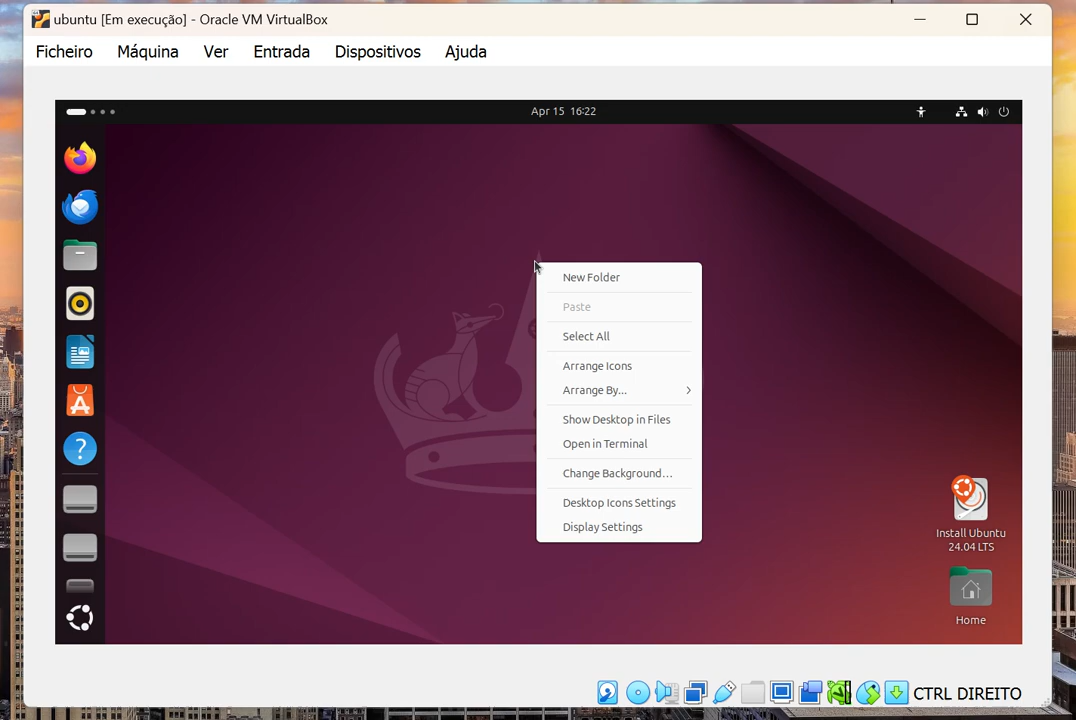 ubuntu [Em execução] - Oracle VM VirtualBox
Ficheiro Máquina Ver Entrada Dispositivos Ajuda
Apr 15 16:22
New Folder
Paste
Select All
Arrange Icons
Arrange By...
Show Desktop in Files
Open in Terminal
Change Background…
Desktop Icons Settings
Display Settings
Install Ubuntu
24.04 LTS
Home
CTRL DIREITO